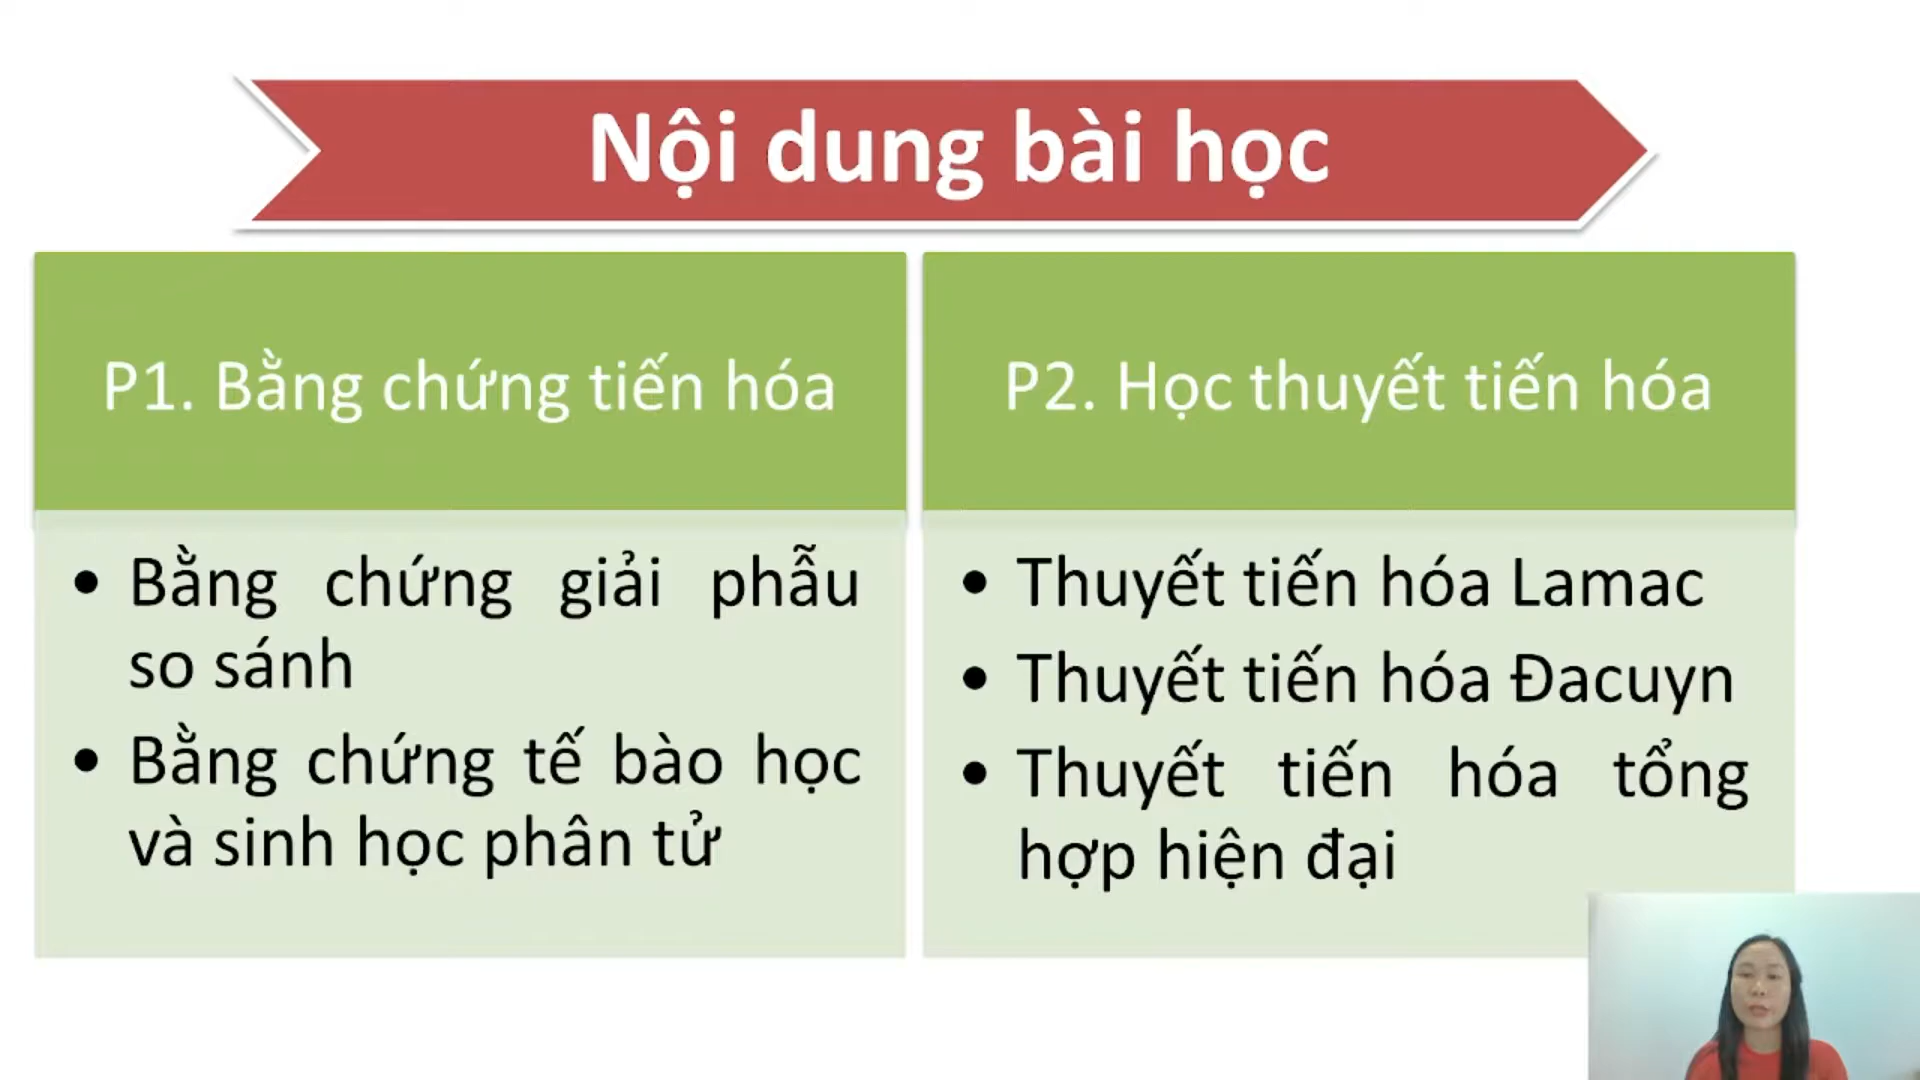 Nội dung bài học
P1. Bằng chứng tiến hóa
• Bằng chứng giải phẫu
so sánh
• Bằng chứng tế bào học
và sinh học phân tử
P2. Học thuyết tiến hóa
• Thuyết tiến hóa Lamac
• Thuyết tiến hóa Đacuyn
• Thuyết tiến hóa tổng
hợp hiện đại